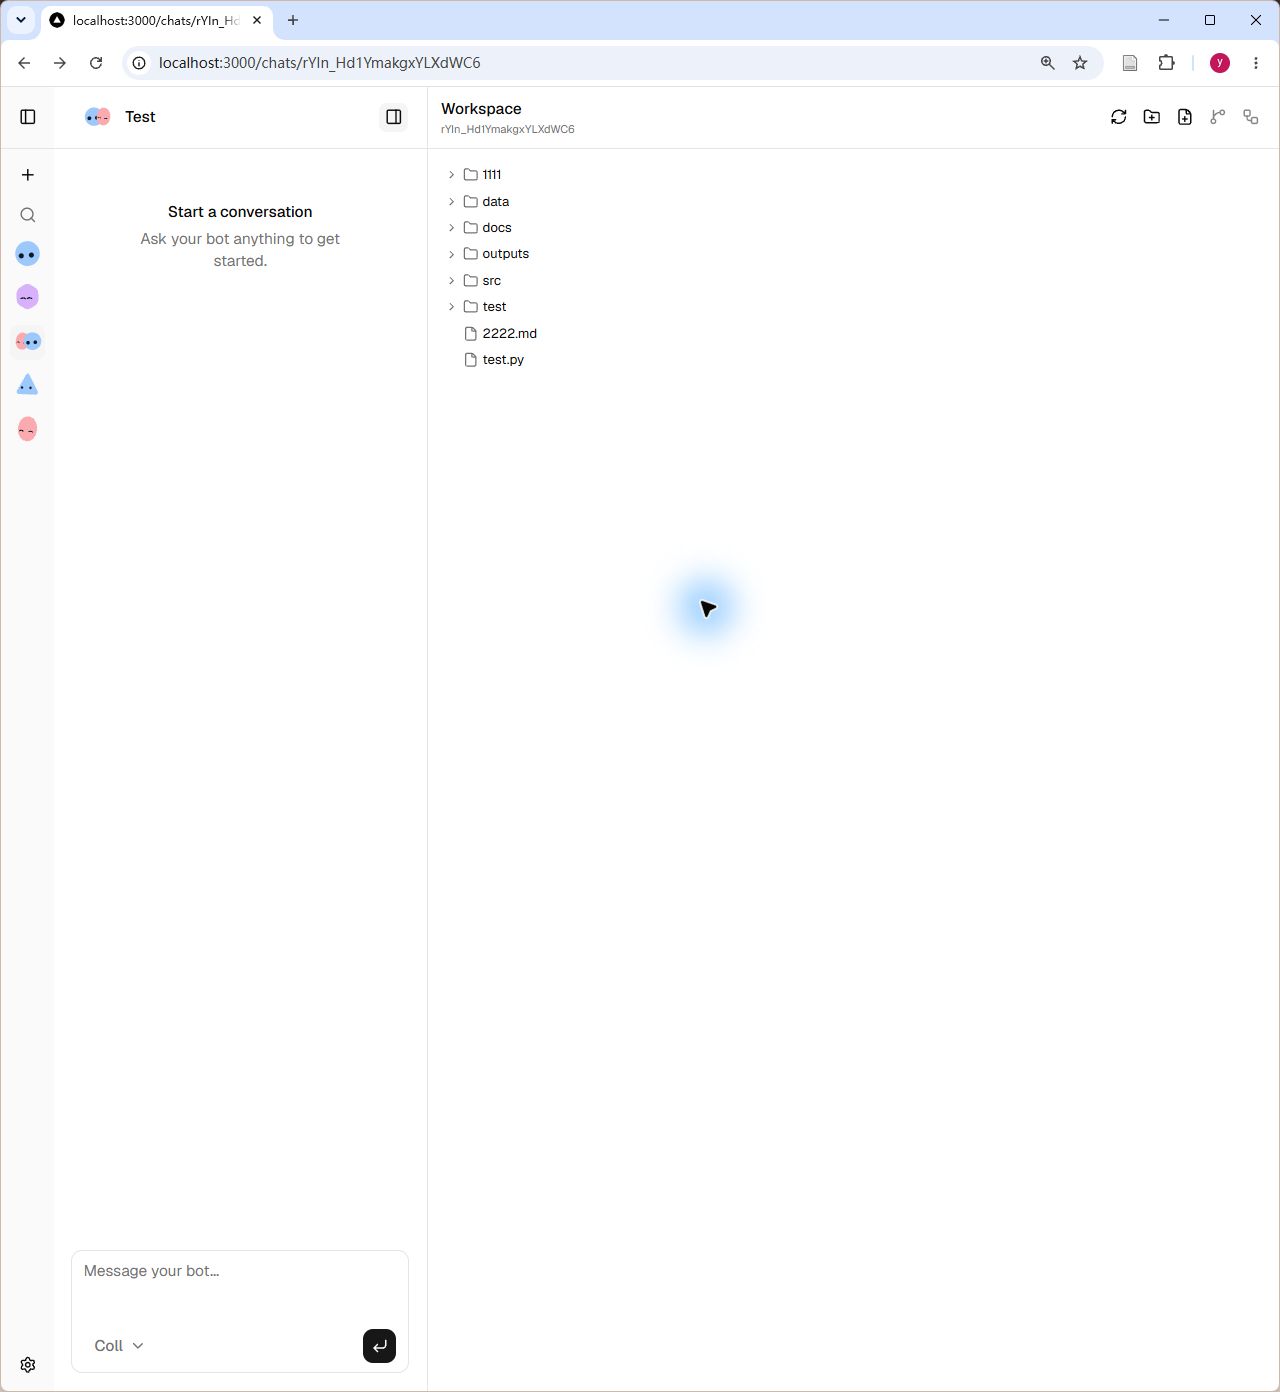 localhost:3000/chats/rYIn_Hd
localhost:3000/chats/rYIn_Hd1YmakgxYLXdWC6
y
Test
Workspace
rYIn_Hd1YmakgxYLXdWC6
Start a conversation
Ask your bot anything to get
started.
1111
data
docs
outputs
src
test
2222.md
test.py
Message your bot...
Coll